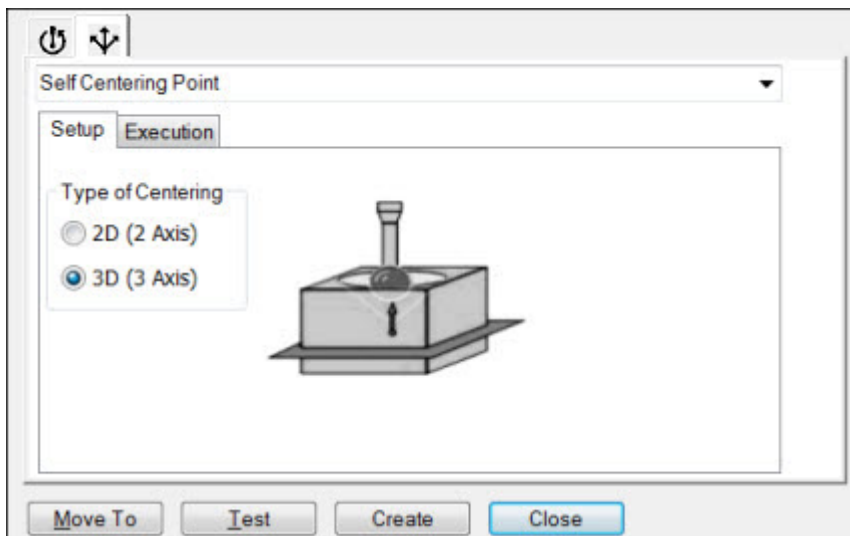 Self Centering Point
Setup Execution
Type of Centering
2D (2 Axis)
3D (3 Axis)
Move To Test Create Close